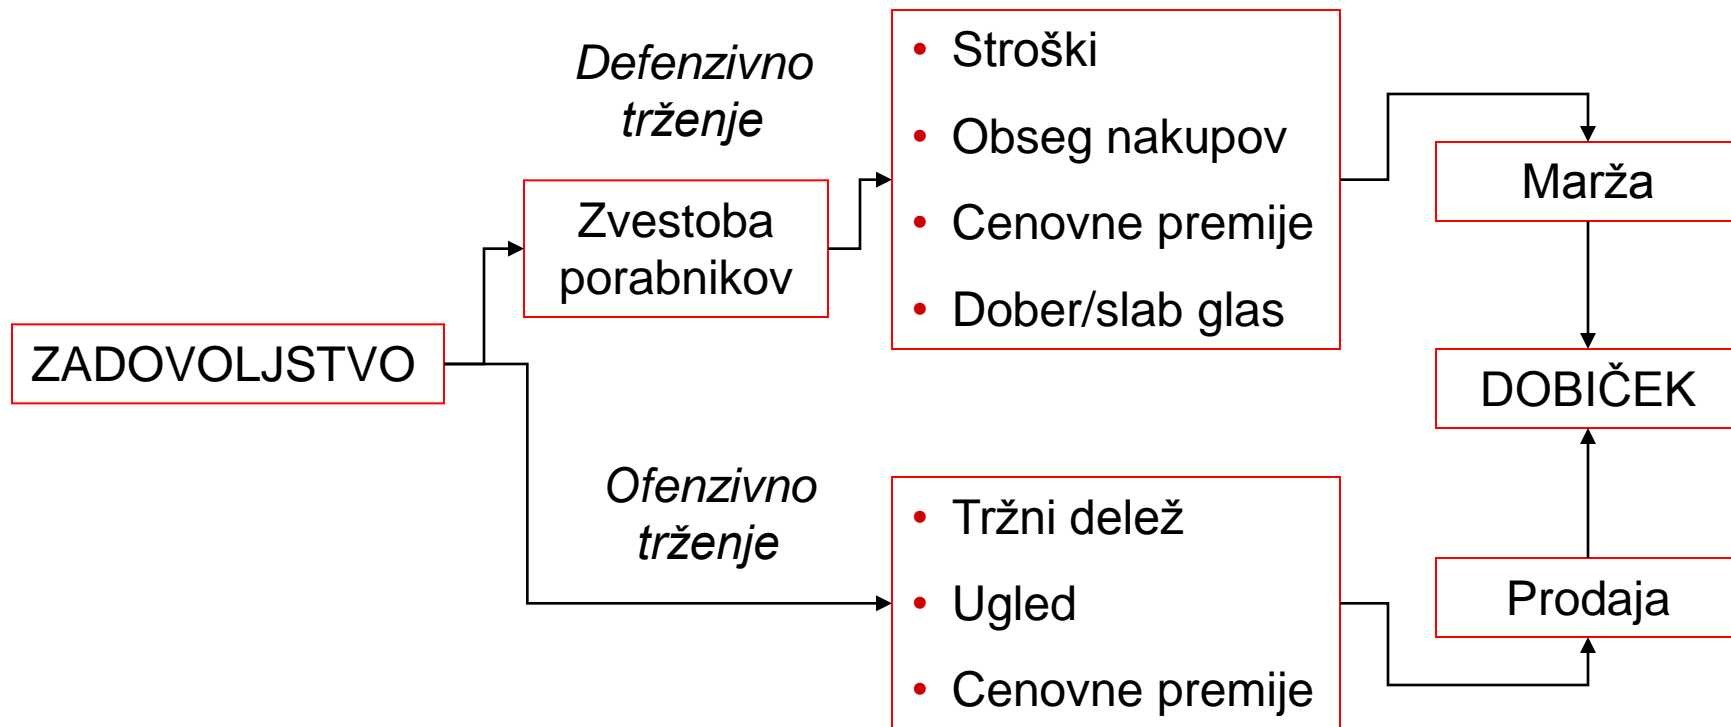 Defenzivno
trženje
• Stroški
• Obseg nakupov
• Cenovne premije
• Dober/slab glas
Marža
Zvestoba
porabnikov
ZADOVOLJSTVO
DOBIČEK
Ofenzivno
trženje
• Tržni delež
• Ugled
• Cenovne premije
Prodaja